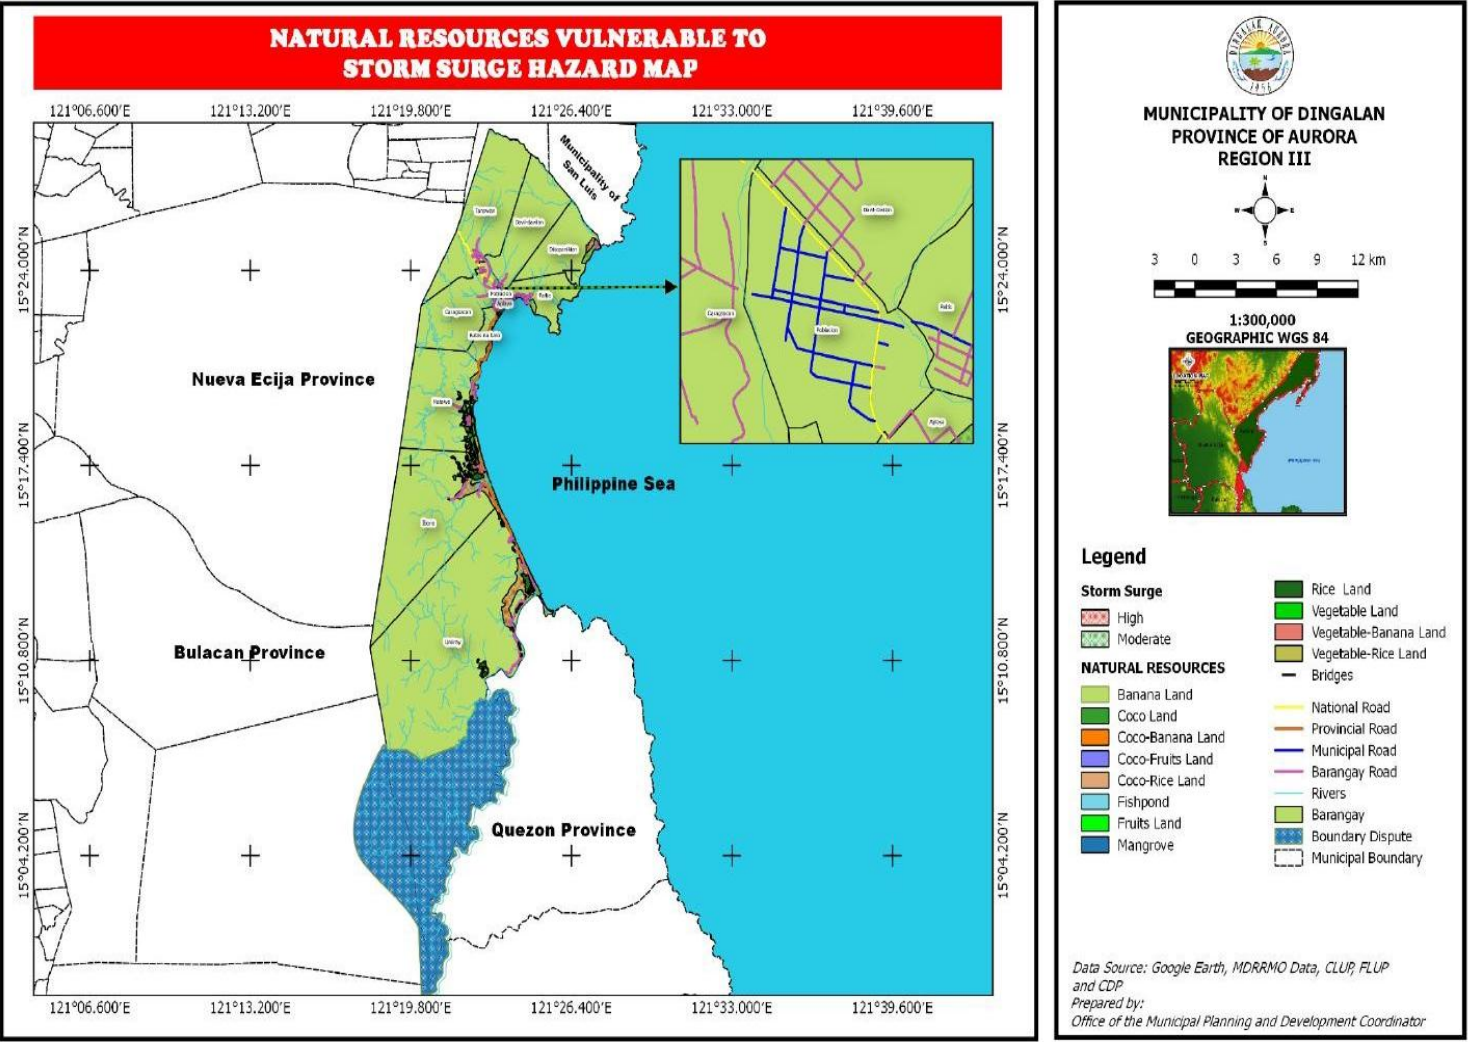 NATURAL RESOURCES VULNERABLE TO
STORM SURGE HAZARD MAP
121°06.600'E 121°13.200'E 121°19.800'E 121°26.400'E 121°33.000'E 121°39.600'E
15°24.000'N
15°17.400'N
15°10.800'N
15°04.200'N
Municipality of
San Luis
Nueva Ecija Province
Bulacan Province
Quezon Province
Philippine Sea
Poblacion
Paltic
Caragsacan
Poblacion
Paltic
15°24.000'N
15°17.400'N
15°10.800'N
15°04.200'N
121°06.600'E 121°13.200'E 121°19.800'E 121°26.400'E 121°33.000'E 121°39.600'E
DINGALAN AURORA
1956
MUNICIPALITY OF DINGALAN
PROVINCE OF AURORA
REGION III
N
W E
S
3 0 3 6 9 12 km
1:300,000
GEOGRAPHIC WGS 84
Legend
Storm Surge
High
Moderate
NATURAL RESOURCES
Banana Land
Coco Land
Coco-Banana Land
Coco-Fruits Land
Coco-Rice Land
Fishpond
Fruits Land
Mangrove
Rice Land
Vegetable Land
Vegetable-Banana Land
Vegetable-Rice Land
Bridges
National Road
Provincial Road
Municipal Road
Barangay Road
Rivers
Barangay
Boundary Dispute
Municipal Boundary
Data Source: Google Earth, MDRRMO Data, CLUP, FLUP
and CDP
Prepared by:
Office of the Municipal Planning and Development Coordinator